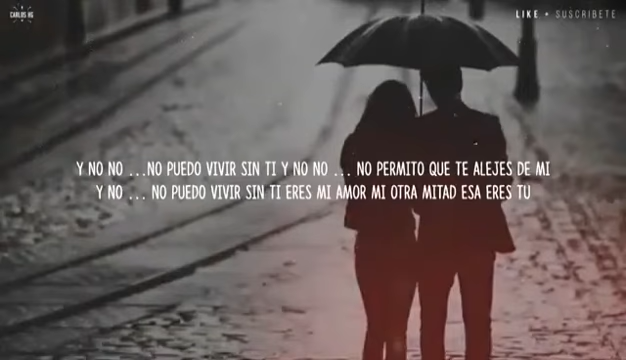 CARLOS HG
LIKE + SUSCRIBETE
Y NO NO ...NO PUEDO VIVIR SIN TI Y NO NO ... NO PERMITO QUE TE ALEJES DE MI
Y NO ... NO PUEDO VIVIR SIN TI ERES MI AMOR MI OTRA MITAD ESA ERES TU